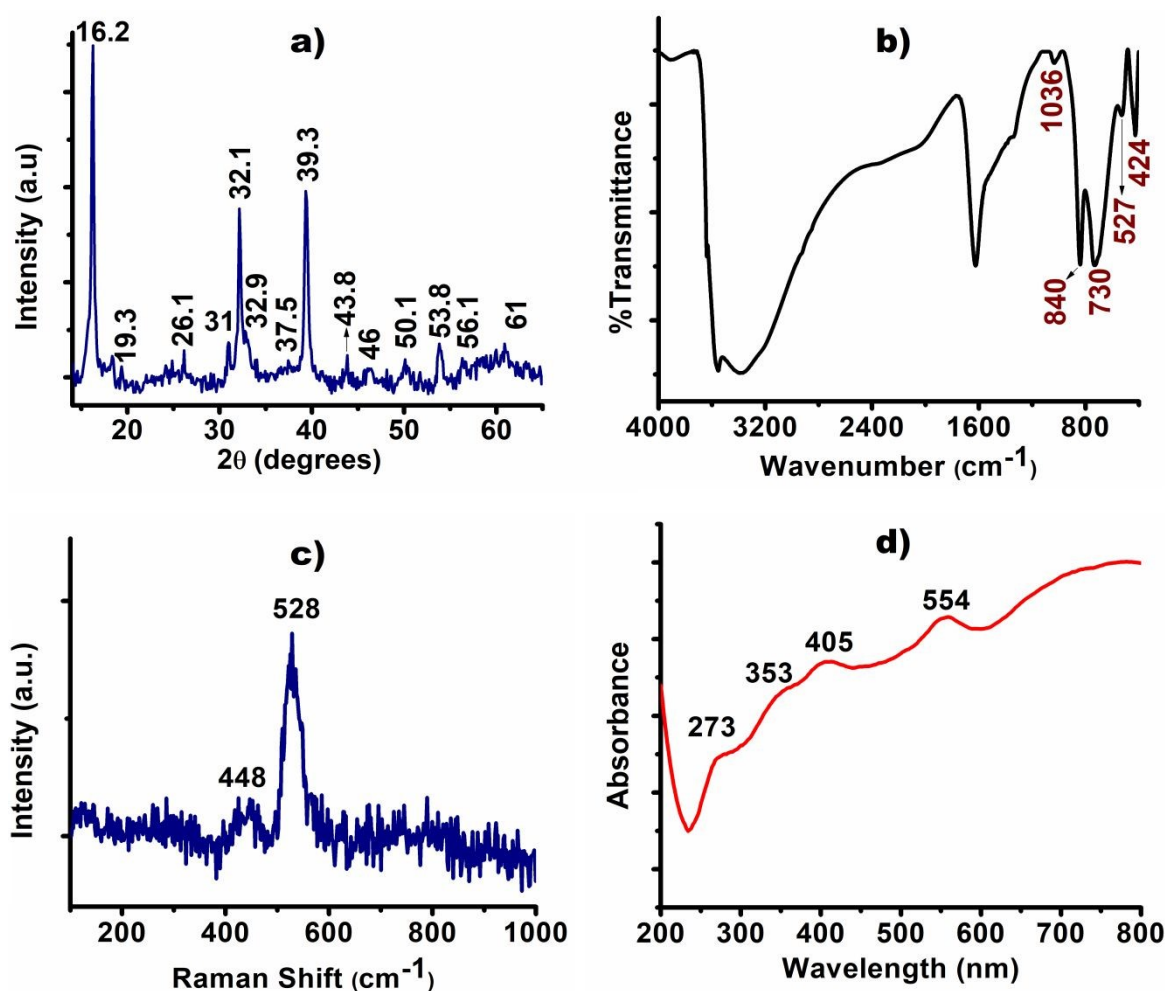 a)
16.2
19.3
26.1
31
32.1
32.9
37.5
39.3
43.8
46
50.1
53.8
56.1
61
Intensity (a.u)
20 30 40 50 60
2θ (degrees)
b)
1036
840
730
527
424
%Transmittance
4000 3200 2400 1600 800
Wavenumber (cm⁻¹)
c)
528
448
Intensity (a.u.)
200 400 600 800 1000
Raman Shift (cm⁻¹)
d)
273
353
405
554
Absorbance
200 300 400 500 600 700 800
Wavelength (nm)